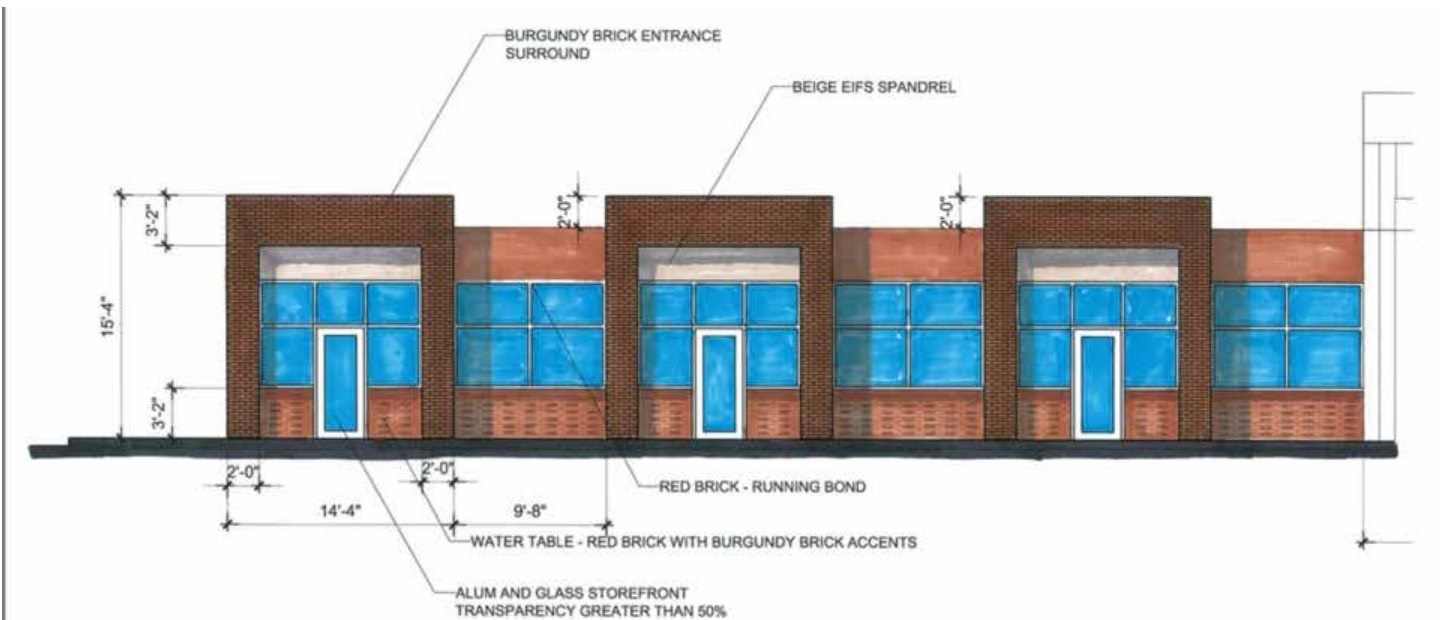 BURGUNDY BRICK ENTRANCE
SURROUND
BEIGE EIFS SPANDREL
3'-2"
2'-0"
2'-0"
15'-4"
3'-2"
2'-0"
2'-0"
RED BRICK - RUNNING BOND
14'-4"
9'-8"
WATER TABLE - RED BRICK WITH BURGUNDY BRICK ACCENTS
ALUM AND GLASS STOREFRONT
TRANSPARENCY GREATER THAN 50%